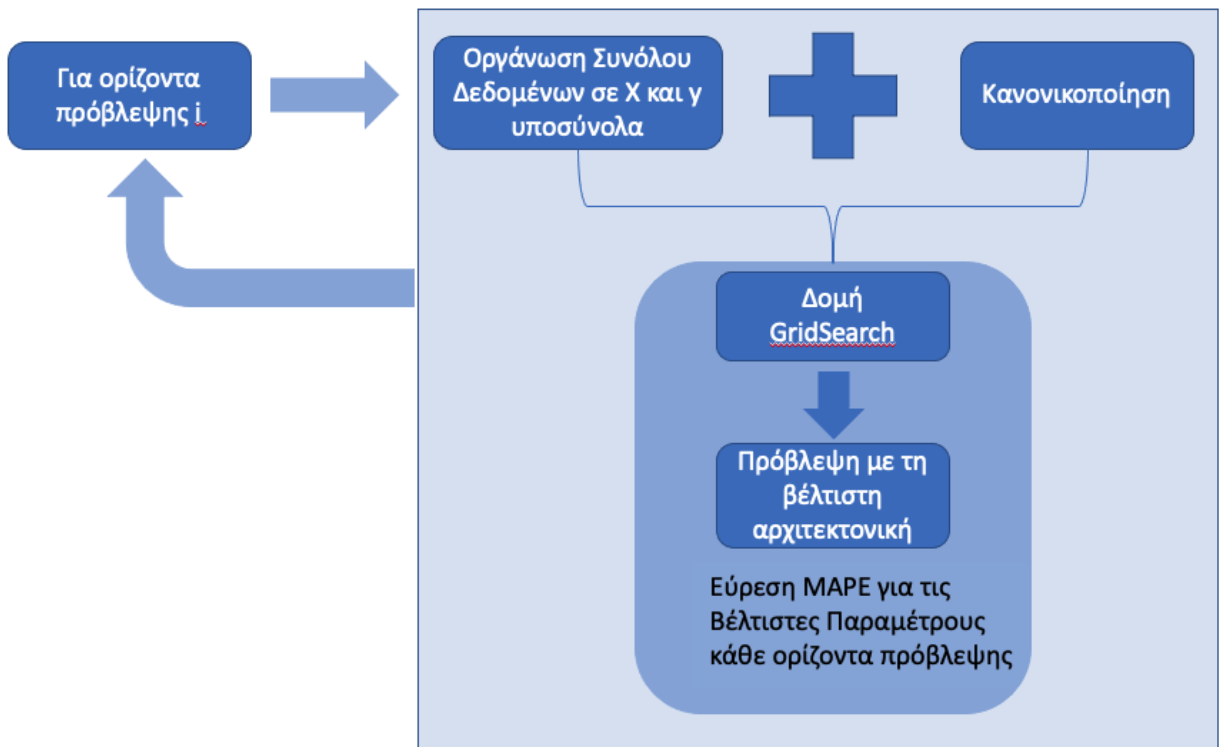 Για ορίζοντα
πρόβλεψης i
Οργάνωση Συνόλου
Δεδομένων σε X και y
υποσύνολα
Κανονικοποίηση
Δομή
GridSearch
Πρόβλεψη με τη
βέλτιστη
αρχιτεκτονική
Εύρεση MAPE για τις
Βέλτιστες Παραμέτρους
κάθε ορίζοντα πρόβλεψης